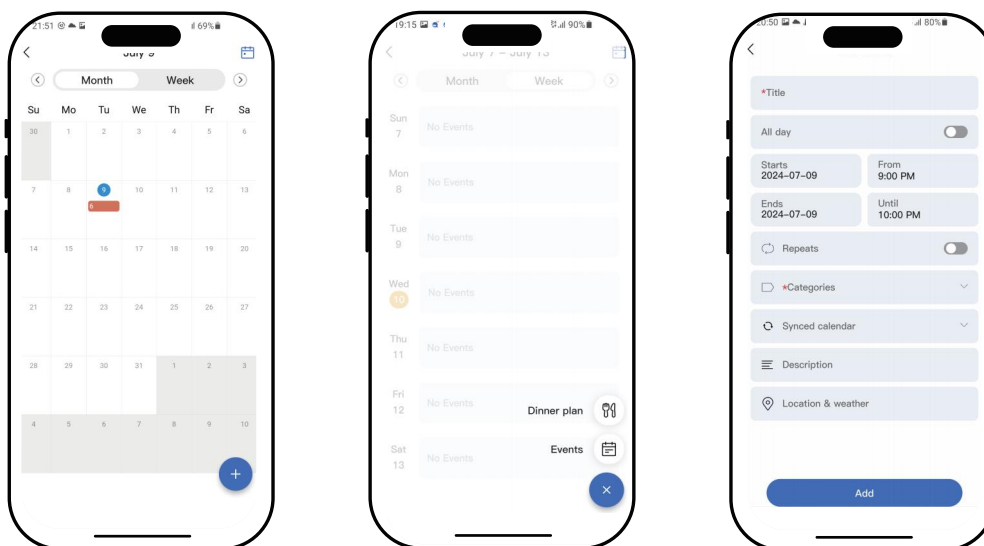 21:51 69%
July 9
Month Week
Su Mo Tu We Th Fr Sa
30 1 2 3 4 5 6
7 8 9 10 11 12 13
6
14 15 16 17 18 19 20
21 22 23 24 25 26 27
28 29 30 31 1 2 3
4 5 6 7 8 9 10
+
19:15 90%
July 7 – July 13
Month Week
Sun
7
No Events
Mon
8
No Events
Tue
9
No Events
Wed
10
No Events
Thu
11
No Events
Fri
12
No Events
Dinner plan
Sat
13
No Events
Events
×
20:50 80%
*Title
All day
Starts
2024-07-09
From
9:00 PM
Ends
2024-07-09
Until
10:00 PM
Repeats
*Categories
Synced calendar
Description
Location & weather
Add